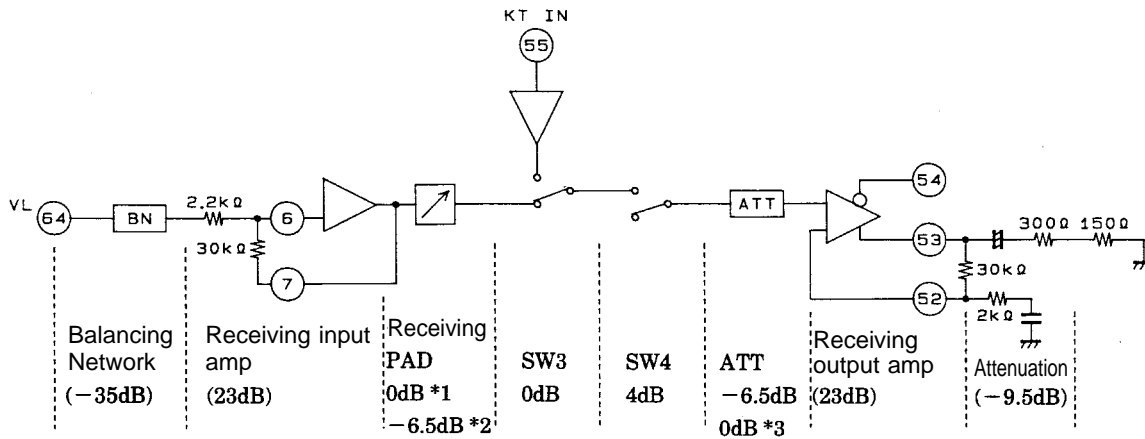 KT IN
55
54
VL
64
BN
2.2kΩ
6
ATT
53
300Ω
150Ω
30kΩ
7
30kΩ
52
2kΩ
Balancing
Network
(−35dB)
Receiving input
amp
(23dB)
Receiving
PAD
0dB *1
−6.5dB *2
SW3
0dB
SW4
4dB
ATT
−6.5dB
0dB *3
Receiving
output amp
(23dB)
Attenuation
(−9.5dB)